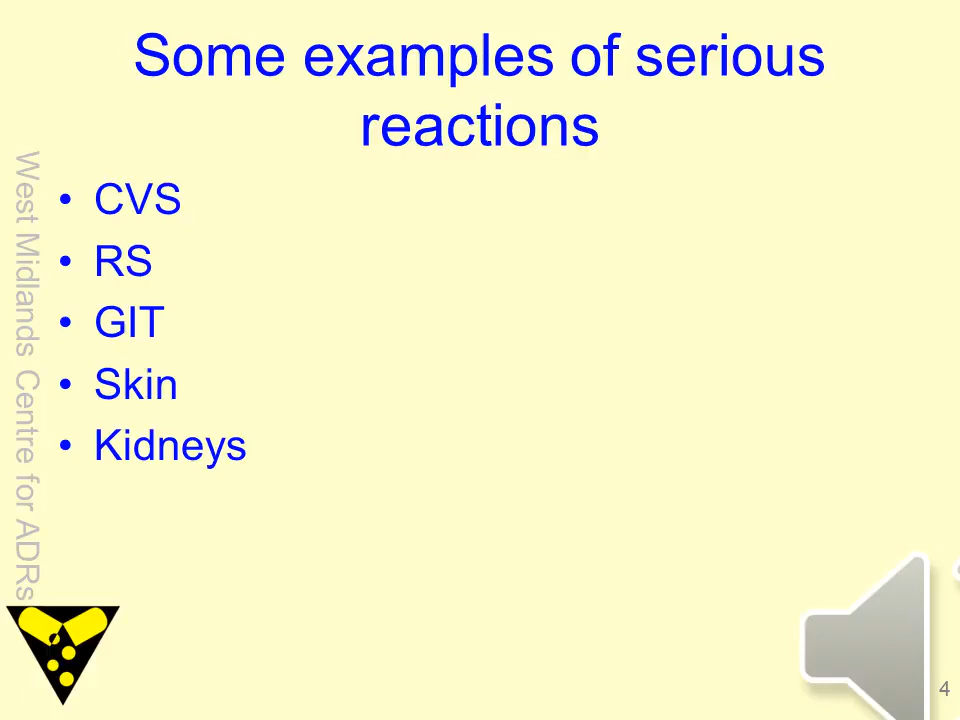 Some examples of serious
reactions
• CVS
• RS
• GIT
• Skin
• Kidneys
West Midlands Centre for ADRs
4